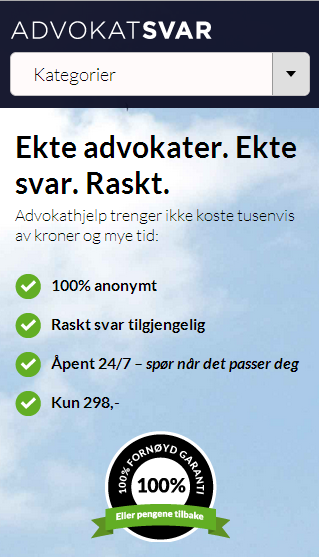 ADVOKATSVAR
Kategorier
Ekte advokater. Ekte
svar. Raskt.
Advokathjelp trenger ikke koste tusenvis
av kroner og mye tid:
100% anonymt
Raskt svar tilgjengelig
Åpent 24/7 – spør når det passer deg
Kun 298,-
100% FORNØYD GARANTI
100%
Eller pengene tilbake